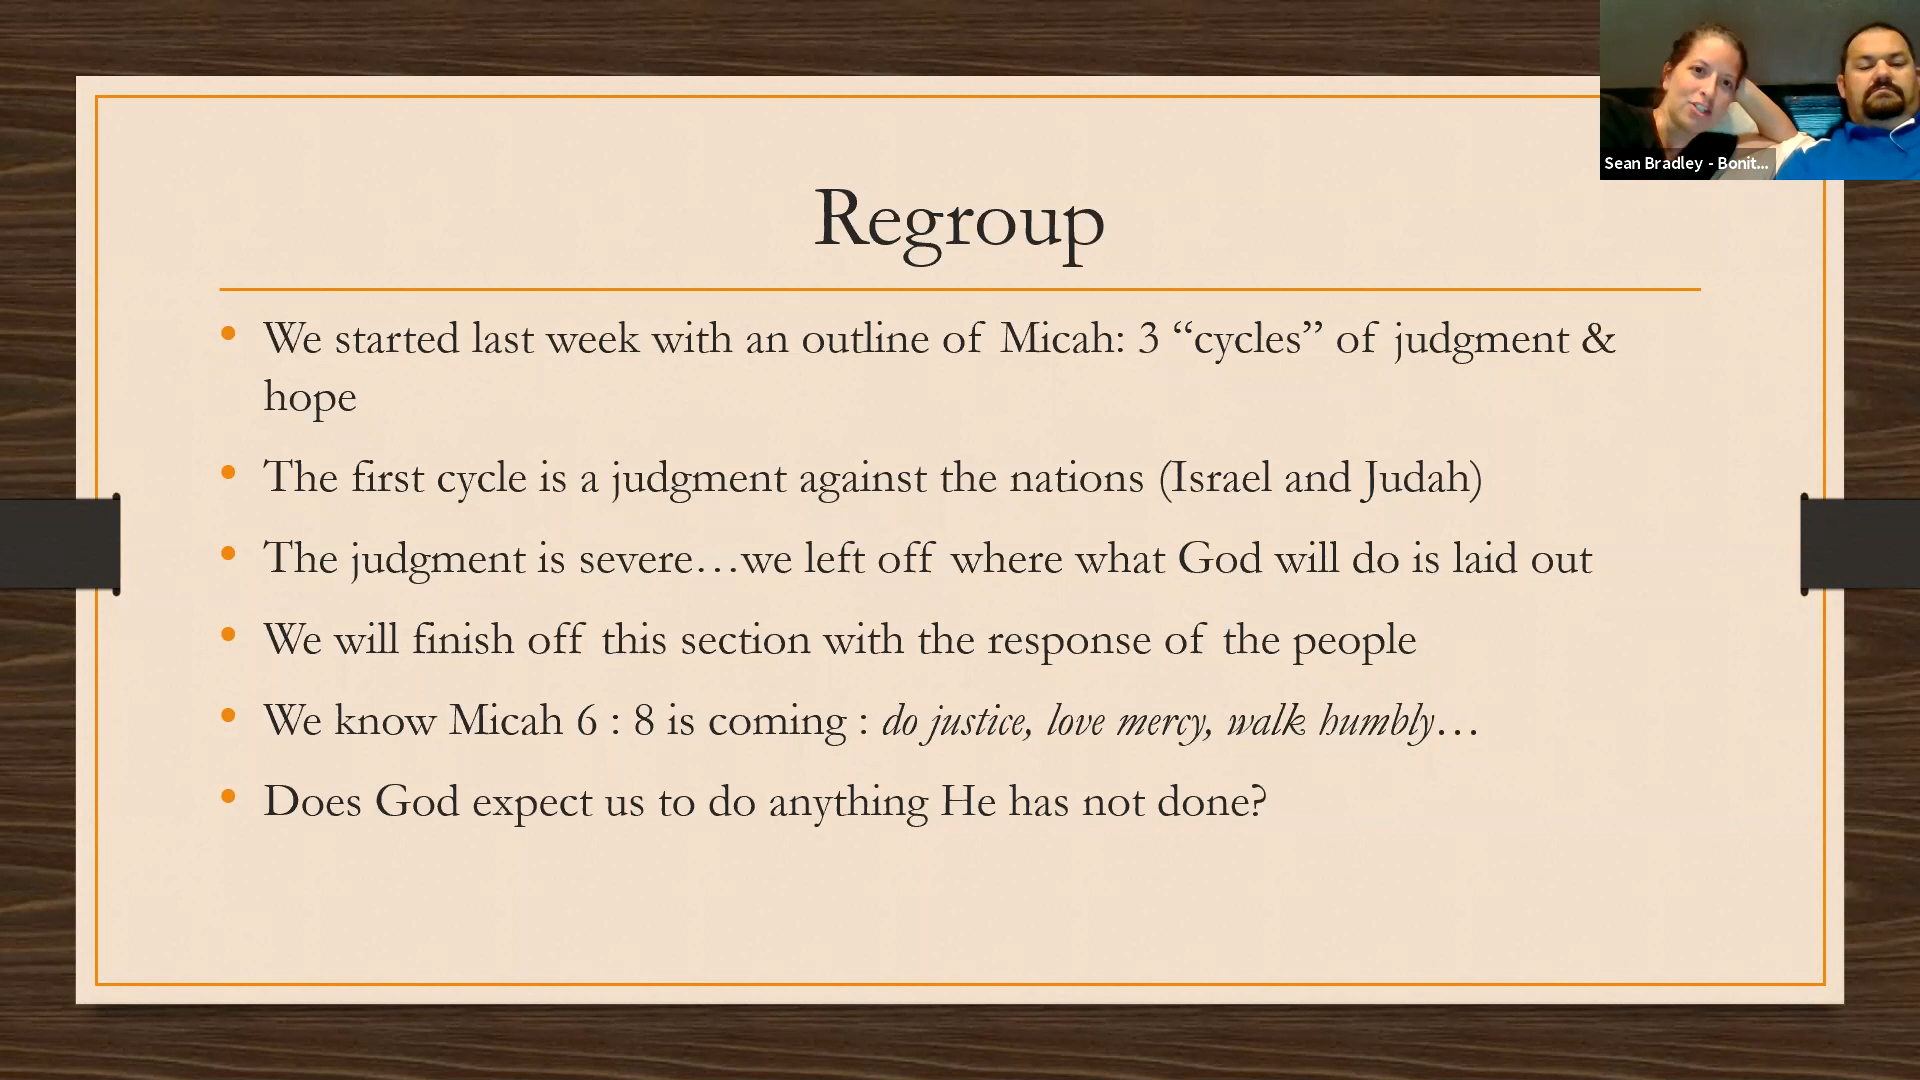 Sean Bradley - Bonit...
Regroup
We started last week with an outline of Micah: 3 “cycles” of judgment &
hope
The first cycle is a judgment against the nations (Israel and Judah)
The judgment is severe…we left off where what God will do is laid out
We will finish off this section with the response of the people
We know Micah 6 : 8 is coming : do justice, love mercy, walk humbly…
Does God expect us to do anything He has not done?